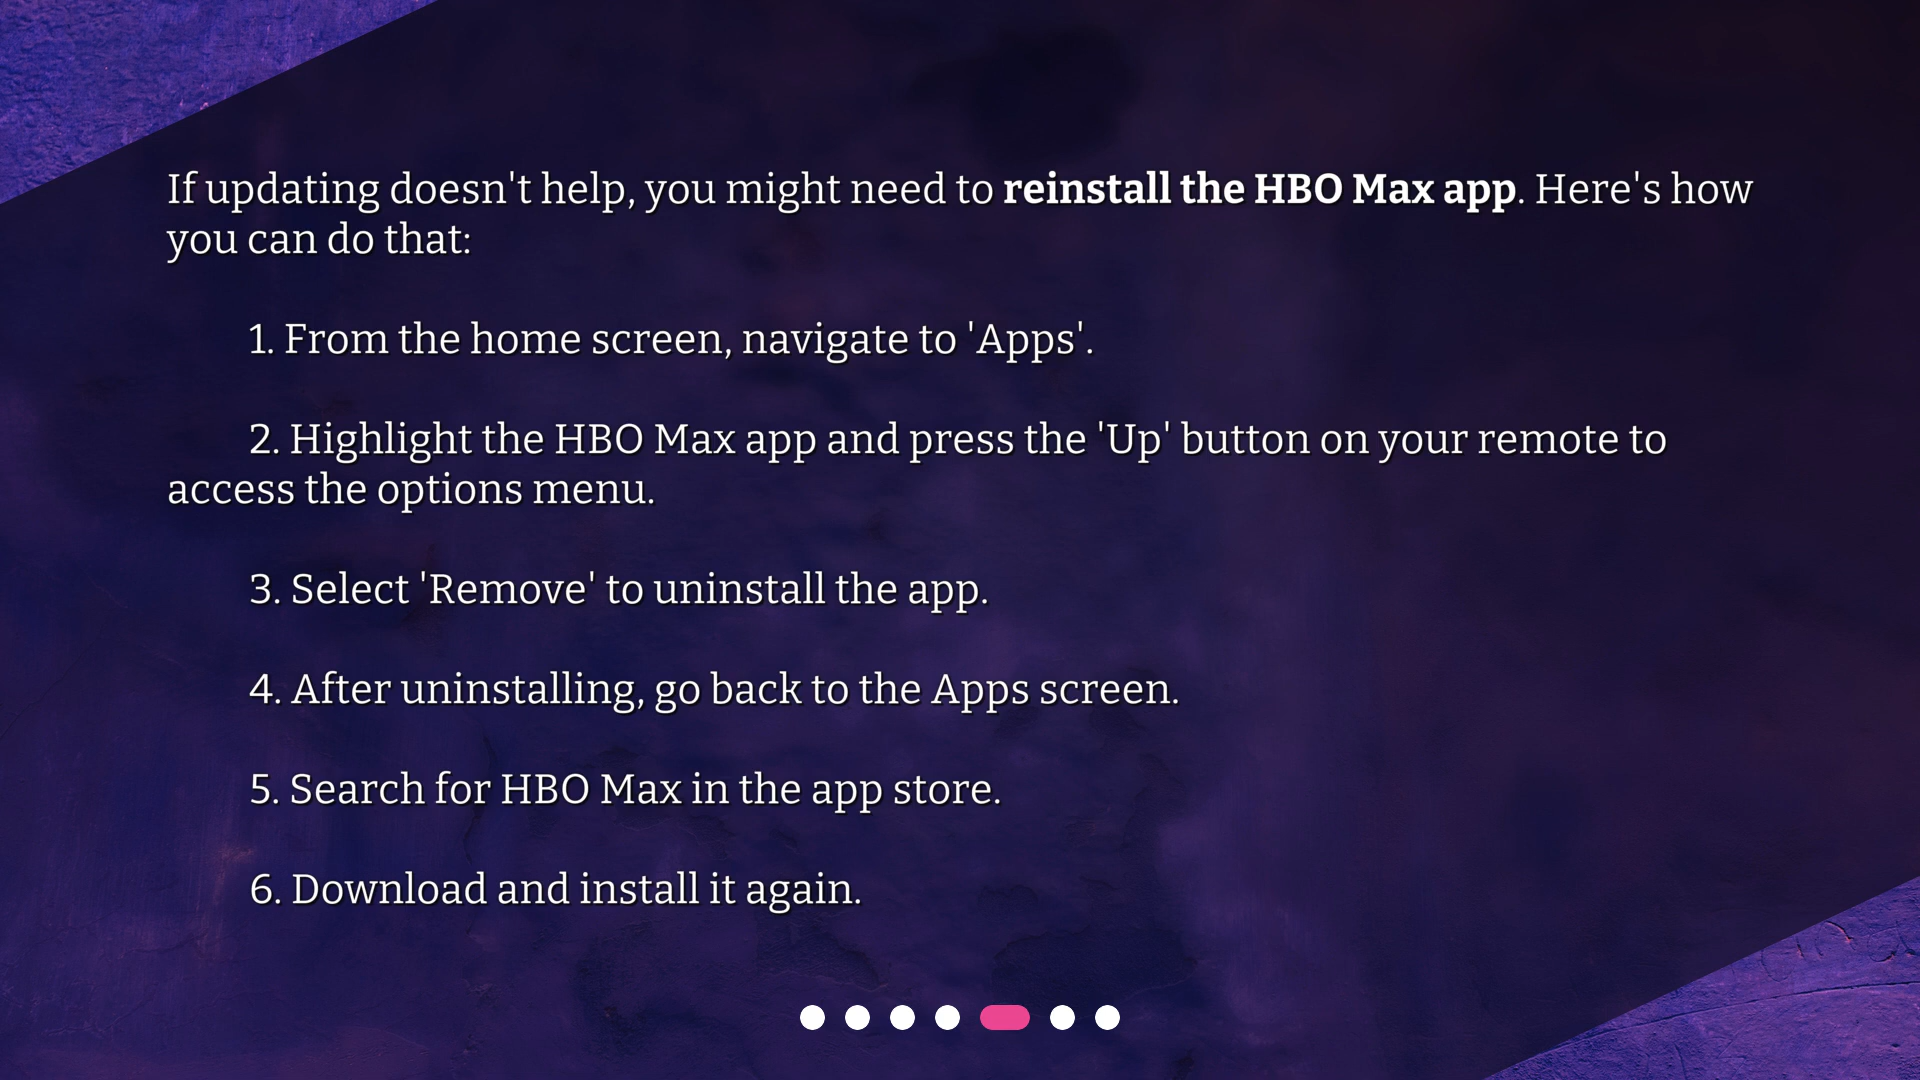 If updating doesn't help, you might need to reinstall the HBO Max app. Here's how
you can do that:
1. From the home screen, navigate to 'Apps'.
2. Highlight the HBO Max app and press the 'Up' button on your remote to
access the options menu.
3. Select 'Remove' to uninstall the app.
4. After uninstalling, go back to the Apps screen.
5. Search for HBO Max in the app store.
6. Download and install it again.